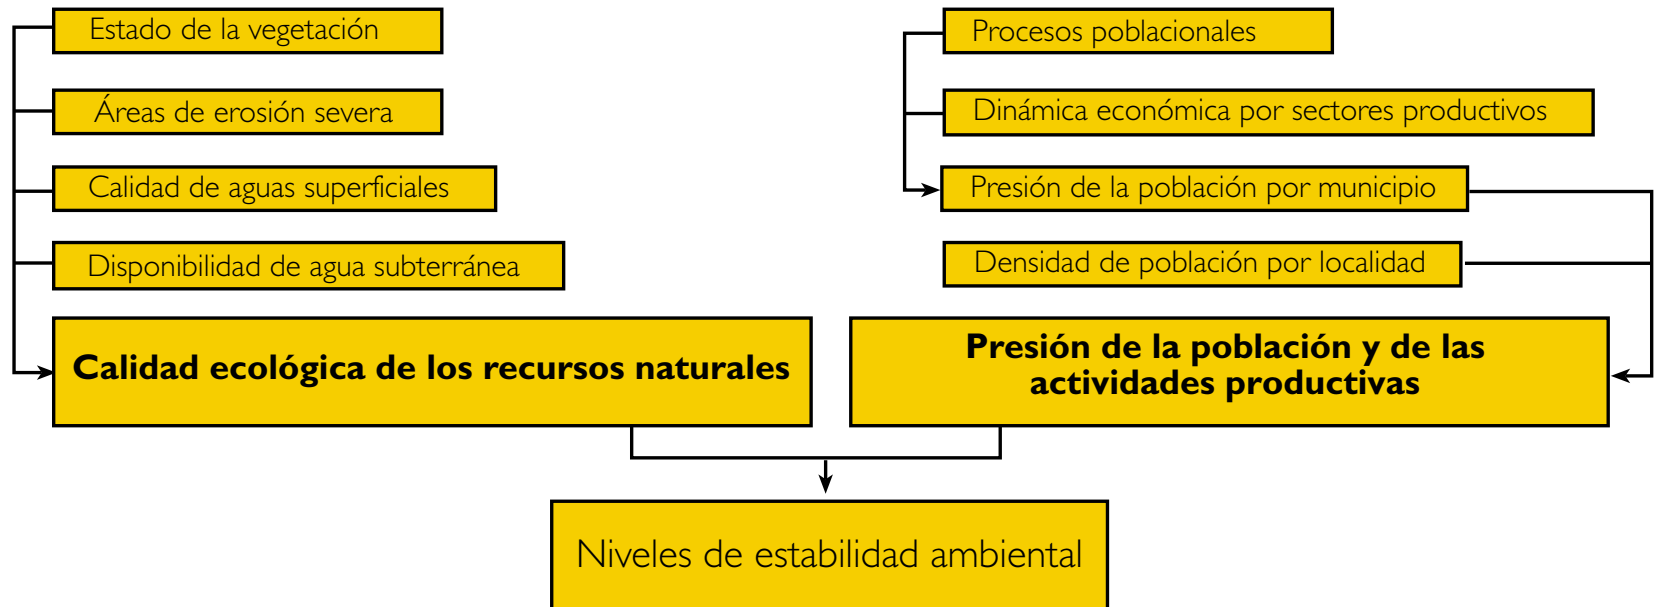 Estado de la vegetación
Áreas de erosión severa
Calidad de aguas superficiales
Disponibilidad de agua subterránea
Calidad ecológica de los recursos naturales
Procesos poblacionales
Dinámica económica por sectores productivos
Presión de la población por municipio
Densidad de población por localidad
Presión de la población y de las
actividades productivas
Niveles de estabilidad ambiental